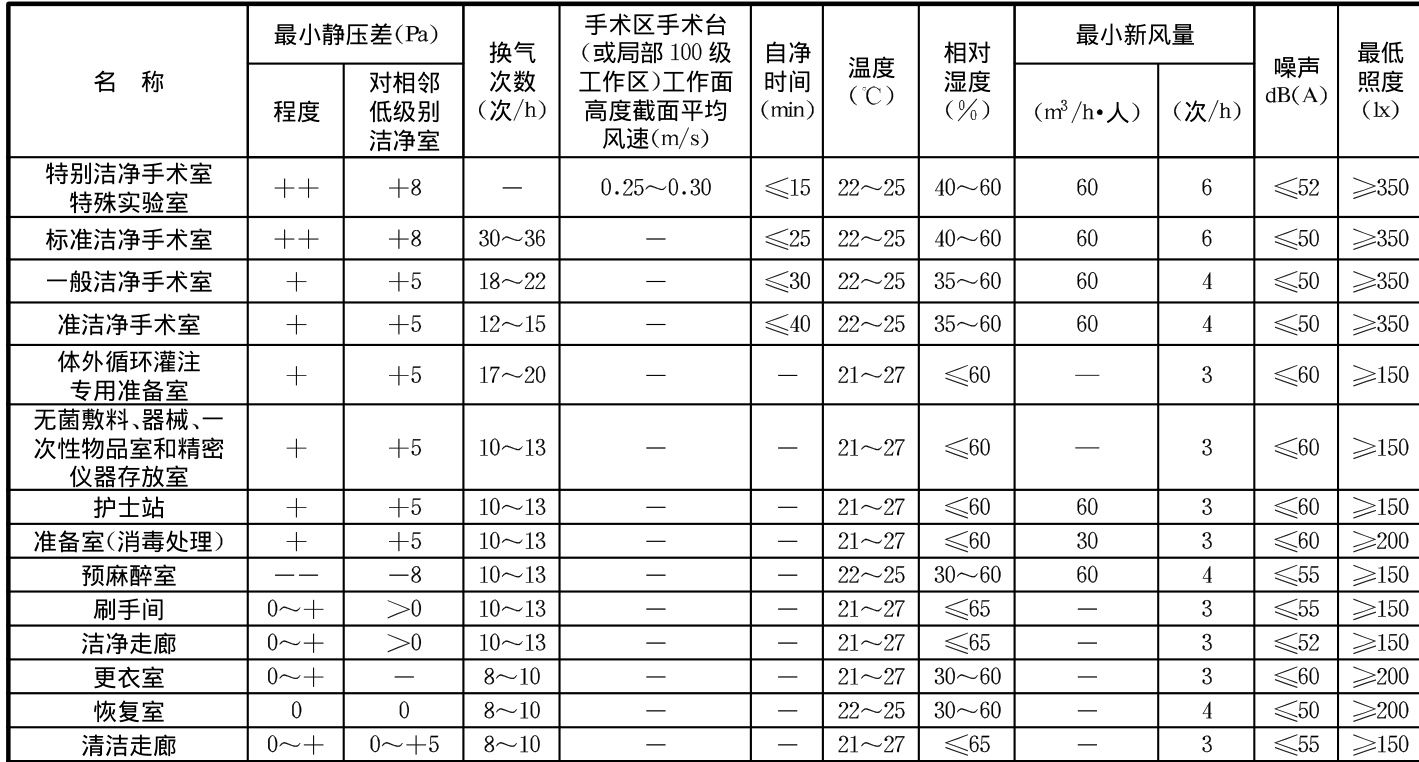 名 称 最小静压差(Pa) 换气次数(次/h) 手术区手术台(或局部100级工作区)工作面高度截面平均风速(m/s) 自净时间(min) 温度(℃) 相对湿度(%) 最小新风量 噪声dB(A) 最低照度(lx)
程度 对相邻低级别洁净室 (m³/h•人) (次/h)
特别洁净手术室特殊实验室 ++ +8 — 0.25~0.30 ≤15 22~25 40~60 60 6 ≤52 ≥350
标准洁净手术室 ++ +8 30~36 — ≤25 22~25 40~60 60 6 ≤50 ≥350
一般洁净手术室 + +5 18~22 — ≤30 22~25 35~60 60 4 ≤50 ≥350
准洁净手术室 + +5 12~15 — ≤40 22~25 35~60 60 4 ≤50 ≥350
体外循环灌注专用准备室 + +5 17~20 — — 21~27 ≤60 — 3 ≤60 ≥150
无菌敷料、器械、一次性物品室和精密仪器存放室 + +5 10~13 — — 21~27 ≤60 — 3 ≤60 ≥150
护士站 + +5 10~13 — — 21~27 ≤60 60 3 ≤60 ≥150
准备室(消毒处理) + +5 10~13 — — 21~27 ≤60 30 3 ≤60 ≥200
预麻醉室 −− −8 10~13 — — 22~25 30~60 60 4 ≤55 ≥150
刷手间 0~+ >0 10~13 — — 21~27 ≤65 — 3 ≤55 ≥150
洁净走廊 0~+ >0 10~13 — — 21~27 ≤65 — 3 ≤52 ≥150
更衣室 0~+ — 8~10 — — 21~27 30~60 — 3 ≤60 ≥200
恢复室 0 0 8~10 — — 22~25 30~60 — 4 ≤50 ≥200
清洁走廊 0~+ 0~+5 8~10 — — 21~27 ≤65 — 3 ≤55 ≥150